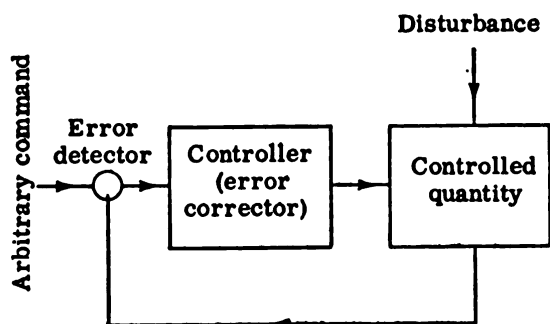 Disturbance
Arbitrary command
Error
detector
Controller
(error
corrector)
Controlled
quantity